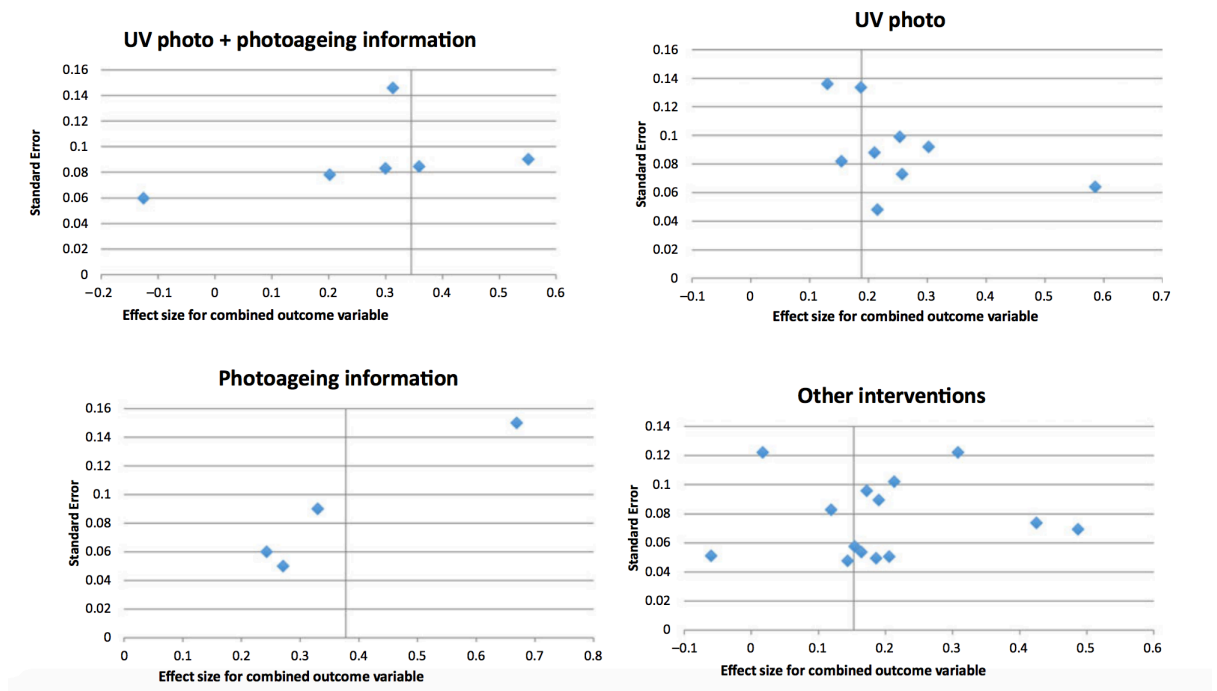 UV photo + photoageing information
0.16
0.14
0.12
0.1
0.08
0.06
0.04
0.02
0
Standard Error
−0.2 −0.1 0 0.1 0.2 0.3 0.4 0.5 0.6
Effect size for combined outcome variable
UV photo
0.16
0.14
0.12
0.1
0.08
0.06
0.04
0.02
0
Standard Error
−0.1 0 0.1 0.2 0.3 0.4 0.5 0.6 0.7
Effect size for combined outcome variable
Photoageing information
0.16
0.14
0.12
0.1
0.08
0.06
0.04
0.02
0
Standard Error
0 0.1 0.2 0.3 0.4 0.5 0.6 0.7 0.8
Effect size for combined outcome variable
Other interventions
0.14
0.12
0.1
0.08
0.06
0.04
0.02
0
Standard Error
−0.1 0 0.1 0.2 0.3 0.4 0.5 0.6
Effect size for combined outcome variable